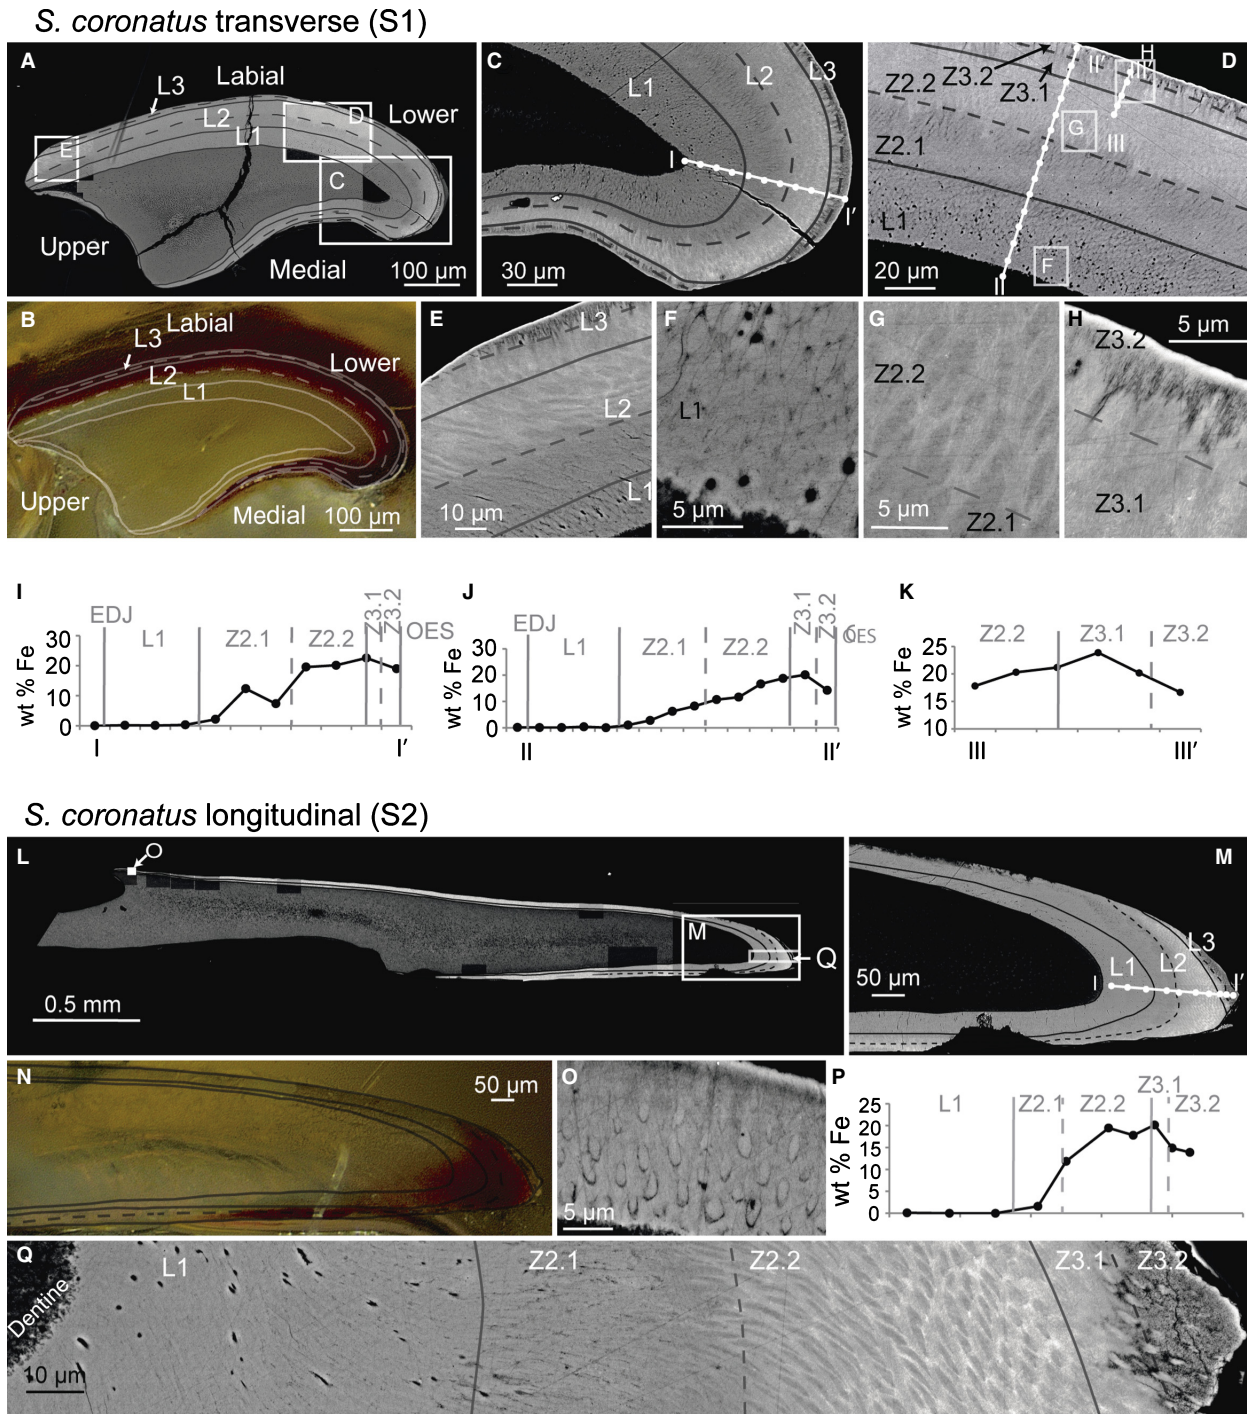 S. coronatus transverse (S1)
A
Labial
L3
L2
L1
D
Lower
E
C
Upper
Medial
100 µm
C
L1
L2
L3
I
I′
30 µm
D
H
Z3.2
II′
III′
Z2.2
Z3.1
G
III
Z2.1
L1
F
II
20 µm
B
Labial
L3
Lower
L2
L1
Upper
Medial
100 µm
E
L3
L2
L1
10 µm
F
L1
5 µm
G
Z2.2
5 µm
Z2.1
H
5 µm
Z3.2
Z3.1
I
EDJ
L1
Z2.1
Z2.2
Z3.1
Z3.2
OES
wt % Fe
30
20
10
0
I
I′
J
EDJ
L1
Z2.1
Z2.2
Z3.1
Z3.2
OES
wt % Fe
30
20
10
0
II
II′
K
Z2.2
Z3.1
Z3.2
wt % Fe
25
20
15
10
III
III′
S. coronatus longitudinal (S2)
L
O
M
Q
0.5 mm
M
L3
L1
L2
I
I′
50 µm
N
50 µm
O
5 µm
P
Z3.1
L1
Z2.1
Z2.2
Z3.2
wt % Fe
25
20
15
10
5
0
Q
L1
Z2.1
Z2.2
Z3.1
Z3.2
Dentine
10 µm